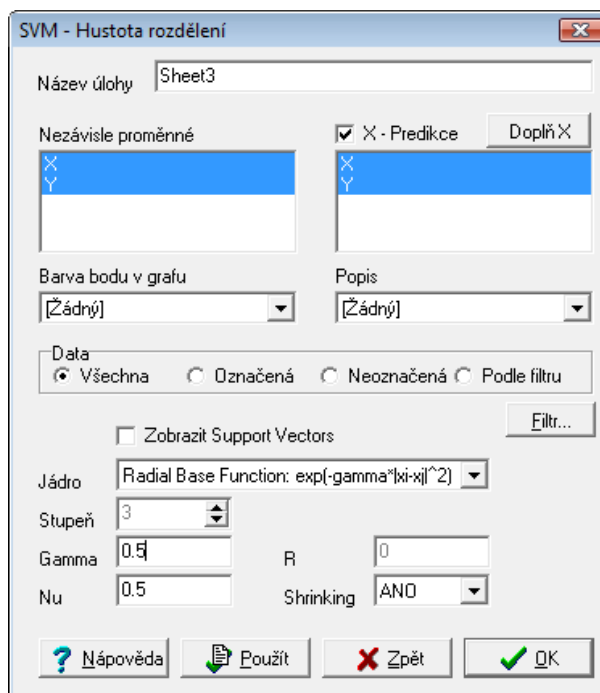 SVM - Hustota rozdělení
Název úlohy Sheet3
Nezávisle proměnné X - Predikce Doplň X
X X
Y Y
Barva bodu v grafu Popis
[Žádný] [Žádný]
Data
Všechna Označená Neoznačená Podle filtru
Filtr...
Zobrazit Support Vectors
Jádro Radial Base Function: exp(-gamma*|xi-xj|^2)
Stupeň 3
Gamma 0.5 R 0
Nu 0.5 Shrinking ANO
? Nápověda Použít Zpět OK